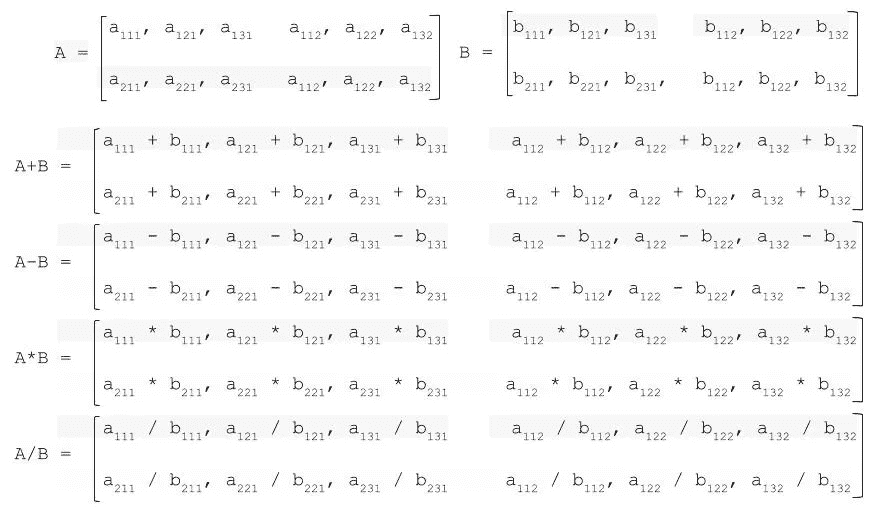 a₁₁₁, a₁₂₁, a₁₃₁ a₁₁₂, a₁₂₂, a₁₃₂ b₁₁₁, b₁₂₁, b₁₃₁ b₁₁₂, b₁₂₂, b₁₃₂
A = B =
a₂₁₁, a₂₂₁, a₂₃₁ a₁₁₂, a₁₂₂, a₁₃₂ b₂₁₁, b₂₂₁, b₂₃₁, b₁₁₂, b₁₂₂, b₁₃₂
a₁₁₁ + b₁₁₁, a₁₂₁ + b₁₂₁, a₁₃₁ + b₁₃₁ a₁₁₂ + b₁₁₂, a₁₂₂ + b₁₂₂, a₁₃₂ + b₁₃₂
A+B =
a₂₁₁ + b₂₁₁, a₂₂₁ + b₂₂₁, a₂₃₁ + b₂₃₁ a₁₁₂ + b₁₁₂, a₁₂₂ + b₁₂₂, a₁₃₂ + b₁₃₂
a₁₁₁ - b₁₁₁, a₁₂₁ - b₁₂₁, a₁₃₁ - b₁₃₁ a₁₁₂ - b₁₁₂, a₁₂₂ - b₁₂₂, a₁₃₂ - b₁₃₂
A-B =
a₂₁₁ - b₂₁₁, a₂₂₁ - b₂₂₁, a₂₃₁ - b₂₃₁ a₁₁₂ - b₁₁₂, a₁₂₂ - b₁₂₂, a₁₃₂ - b₁₃₂
a₁₁₁ * b₁₁₁, a₁₂₁ * b₁₂₁, a₁₃₁ * b₁₃₁ a₁₁₂ * b₁₁₂, a₁₂₂ * b₁₂₂, a₁₃₂ * b₁₃₂
A*B =
a₂₁₁ * b₂₁₁, a₂₂₁ * b₂₂₁, a₂₃₁ * b₂₃₁ a₁₁₂ * b₁₁₂, a₁₂₂ * b₁₂₂, a₁₃₂ * b₁₃₂
a₁₁₁ / b₁₁₁, a₁₂₁ / b₁₂₁, a₁₃₁ / b₁₃₁ a₁₁₂ / b₁₁₂, a₁₂₂ / b₁₂₂, a₁₃₂ / b₁₃₂
A/B =
a₂₁₁ / b₂₁₁, a₂₂₁ / b₂₂₁, a₂₃₁ / b₂₃₁ a₁₁₂ / b₁₁₂, a₁₂₂ / b₁₂₂, a₁₃₂ / b₁₃₂